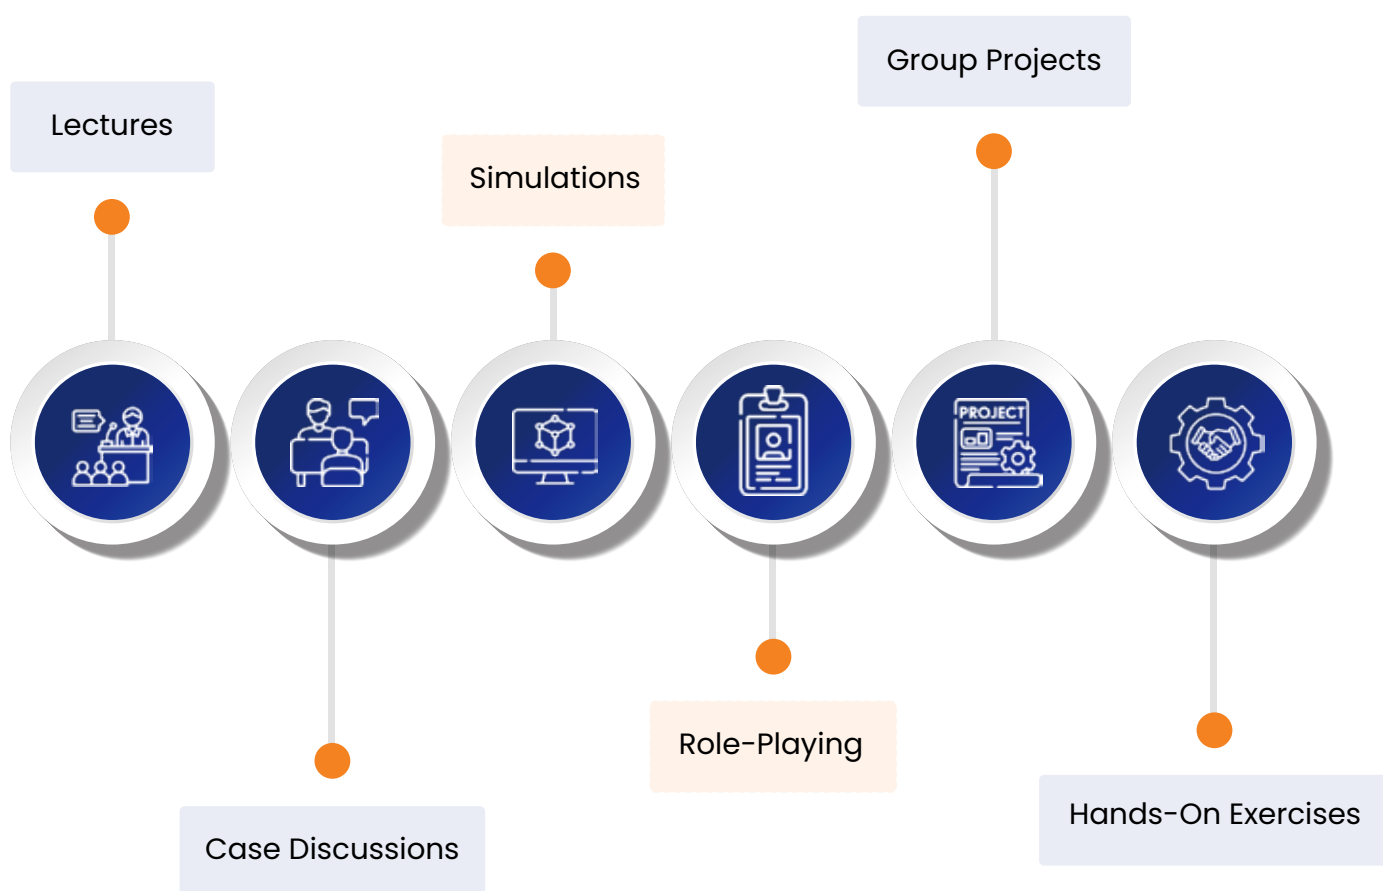 Lectures
Case Discussions
Simulations
Role-Playing
Group Projects
PROJECT
Hands-On Exercises